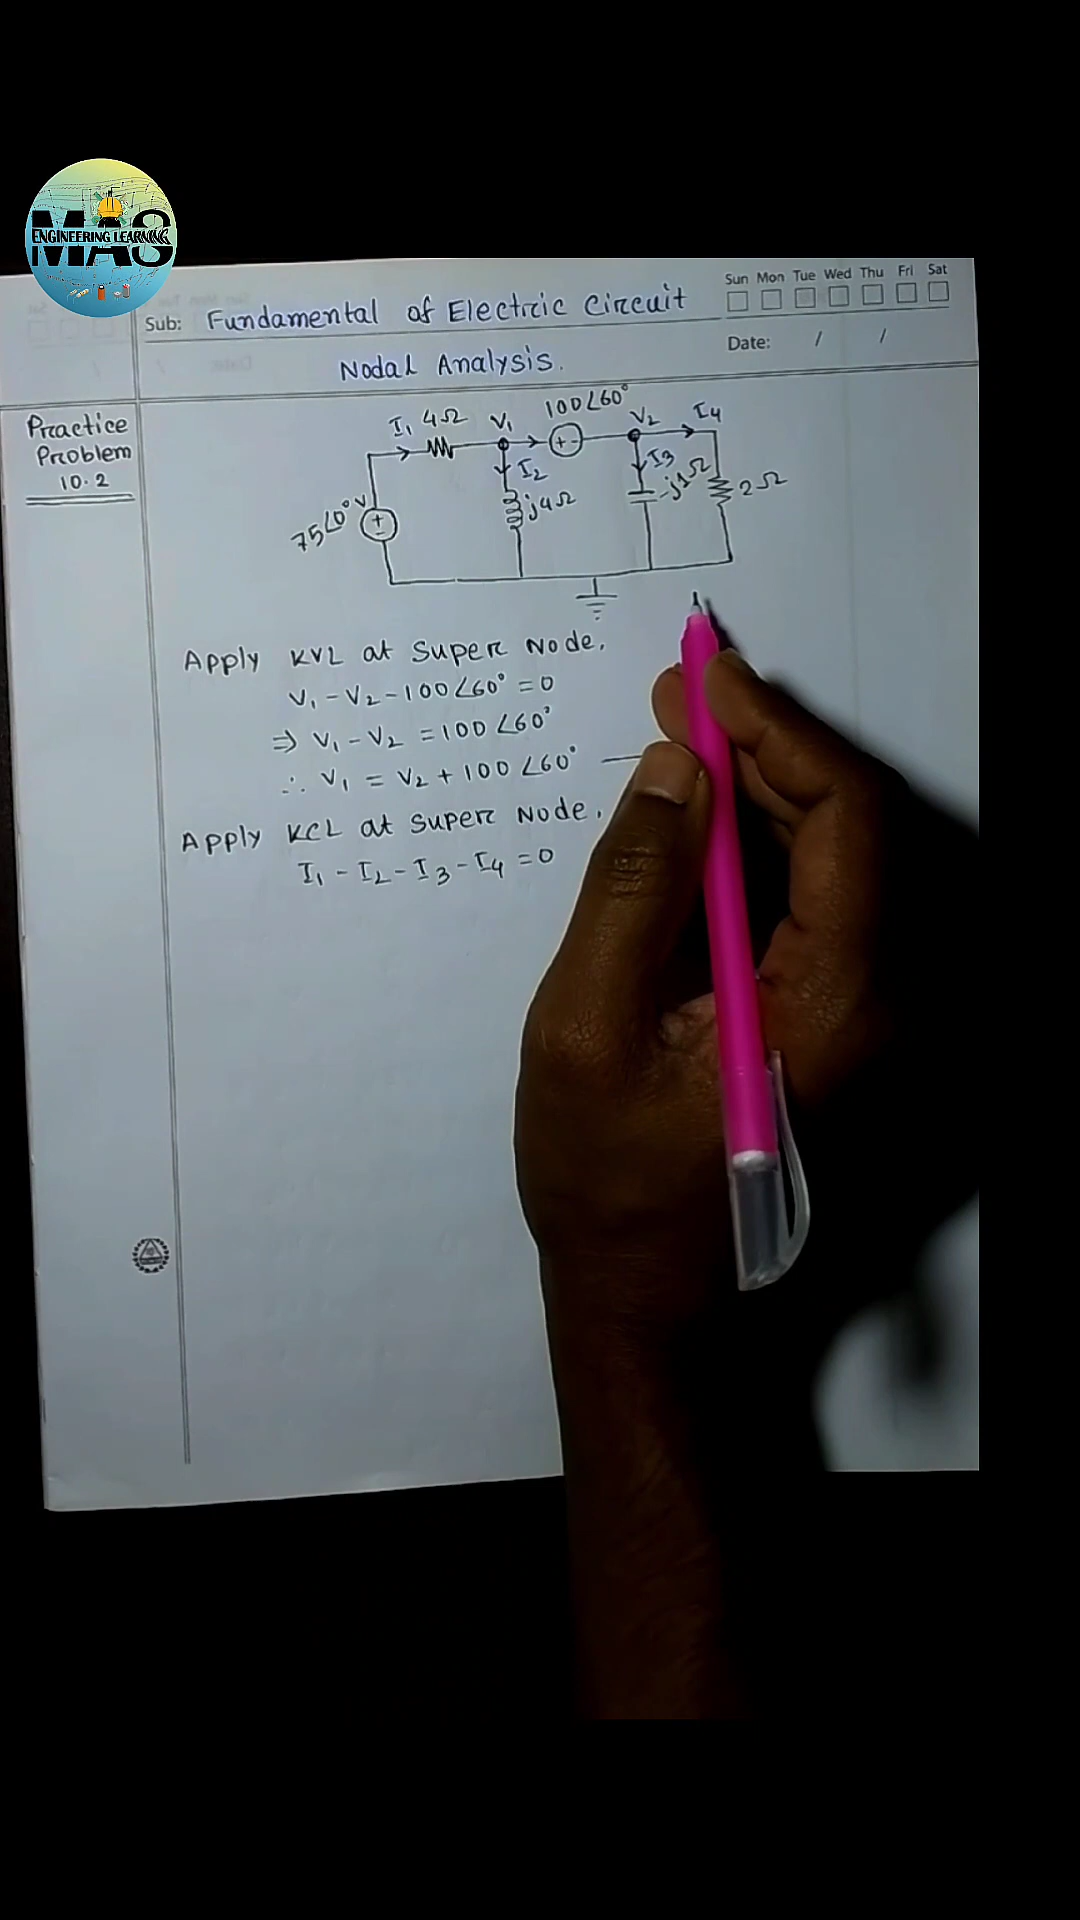 MAS
ENGINEERING LEARNING
Sun Mon Tue Wed Thu Fri Sat
Sub: Fundamental of Electric Circuit
Date: / /
Nodal Analysis.
Practice
Problem
10.2
I₁ 4Ω V₁ 100∠60° V₂ I₄
I₂ I₃
75∠0° V j4Ω -j1Ω 2Ω
+ -
+ -
Apply KVL at Super Node.
V₁ - V₂ - 100∠60° = 0
⇒ V₁ - V₂ = 100∠60°
∴ V₁ = V₂ + 100∠60° —
Apply KCL at Super Node.
I₁ - I₂ - I₃ - I₄ = 0